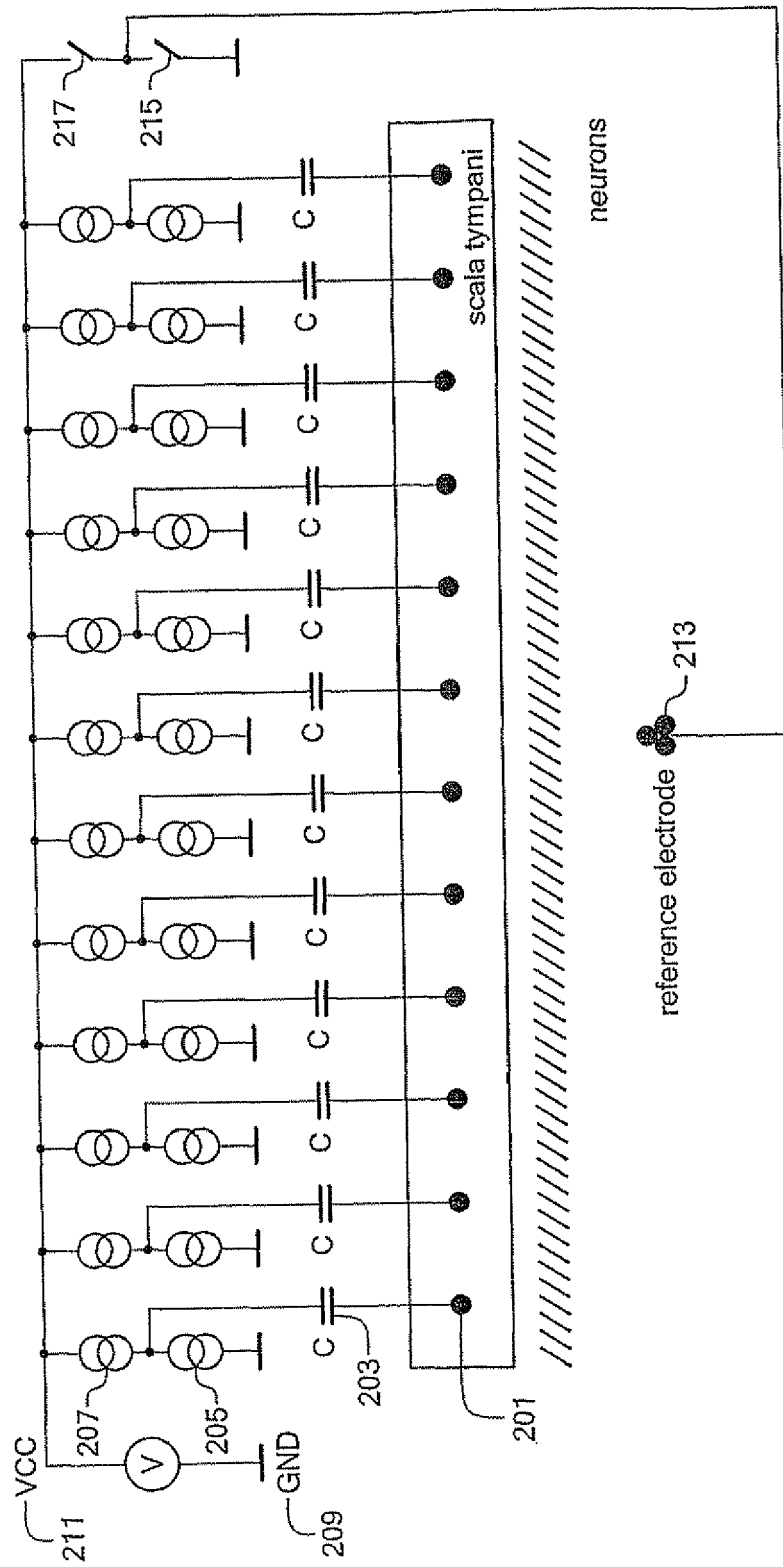 211 VCC
V
GND
209
207
205
C
C
C
C
C
C
C
C
C
C
C
C
203
217
215
201
scala tympani
neurons
reference electrode
213